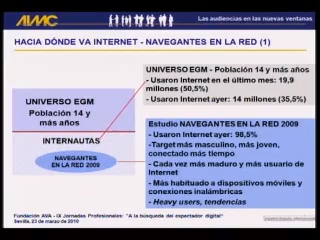 AIMC
Las audiencias en las nuevas ventanas
HACIA DÓNDE VA INTERNET - NAVEGANTES EN LA RED (1)
UNIVERSO EGM
Población 14 y
más años
INTERNAUTAS
NAVEGANTES
EN LA RED 2009
UNIVERSO EGM - Población 14 y más años
- Usaron Internet en el último mes: 19,9
millones (50,5%)
- Usaron Internet ayer: 14 millones (35,5%)
Estudio NAVEGANTES EN LA RED 2009
- Usaron Internet ayer: 98,5%
-Target más masculino, más joven,
conectado más tiempo
- Cada vez más maduro y más usuario de
Internet
- Más habituado a dispositivos móviles y
conexiones inalámbricas
- Heavy users, tendencias
Fundación AVA - IX Jornadas Profesionales: "A la búsqueda del espectador digital"
Sevilla, 23 de marzo de 2010